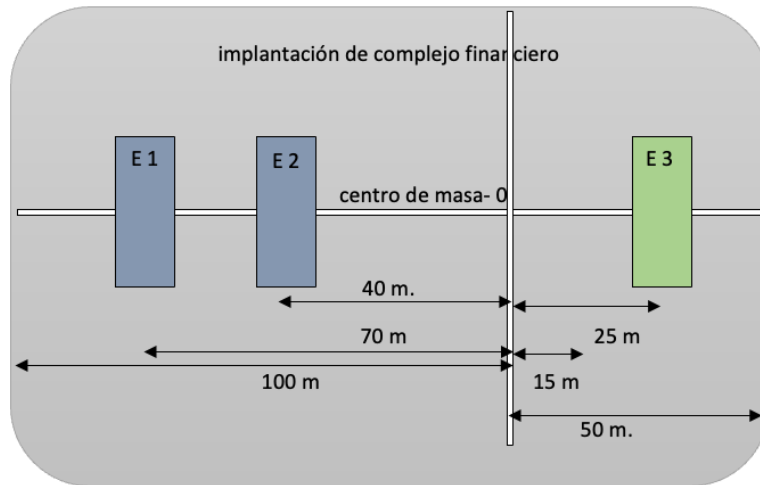 implantación de complejo financiero
E 1
E 2
E 3
centro de masa- 0
40 m.
25 m
70 m
15 m
100 m
50 m.